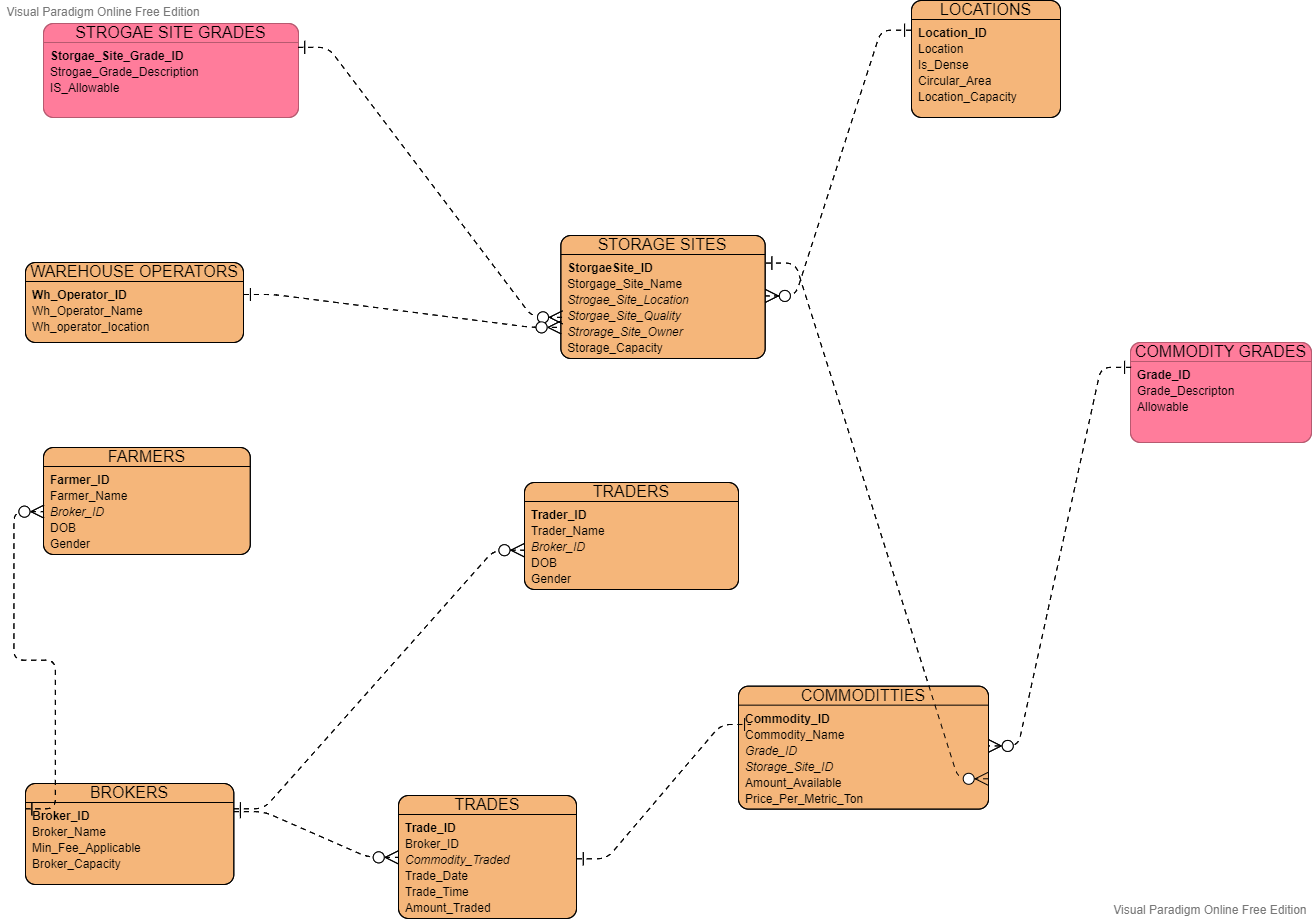 Visual Paradigm Online Free Edition
STROGAE SITE GRADES
Storgae_Site_Grade_ID
Strogae_Grade_Description
IS_Allowable
LOCATIONS
Location_ID
Location
Is_Dense
Circular_Area
Location_Capacity
STORAGE SITES
StorgaeSite_ID
Storgage_Site_Name
Strogae_Site_Location
Storgae_Site_Quality
Strorage_Site_Owner
Storage_Capacity
WAREHOUSE OPERATORS
Wh_Operator_ID
Wh_Operator_Name
Wh_operator_location
COMMODITY GRADES
Grade_ID
Grade_Descripton
Allowable
FARMERS
Farmer_ID
Farmer_Name
Broker_ID
DOB
Gender
TRADERS
Trader_ID
Trader_Name
Broker_ID
DOB
Gender
COMMODITTIES
Commodity_ID
Commodity_Name
Grade_ID
Storage_Site_ID
Amount_Available
Price_Per_Metric_Ton
BROKERS
Broker_ID
Broker_Name
Min_Fee_Applicable
Broker_Capacity
TRADES
Trade_ID
Broker_ID
Commodity_Traded
Trade_Date
Trade_Time
Amount_Traded
Visual Paradigm Online Free Edition